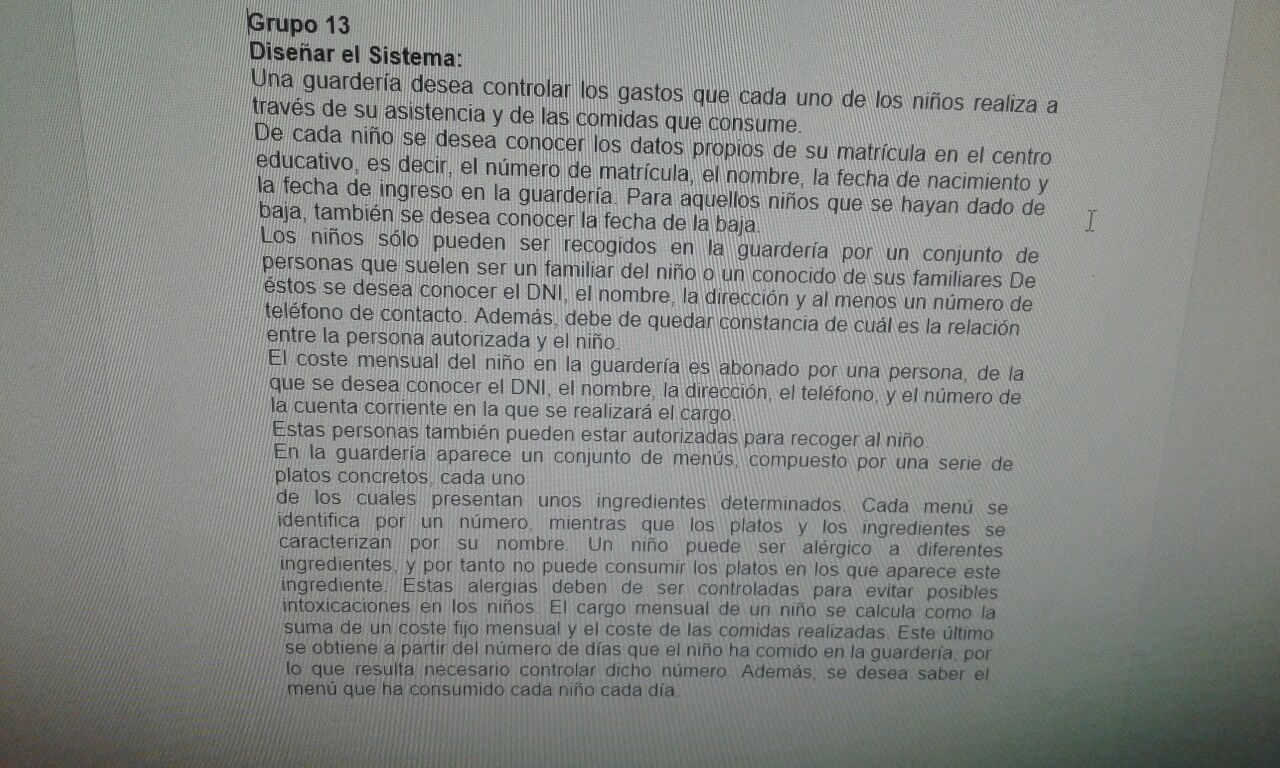 Grupo 13
Diseñar el Sistema:
Una guardería desea controlar los gastos que cada uno de los niños realiza a
través de su asistencia y de las comidas que consume.
De cada niño se desea conocer los datos propios de su matrícula en el centro
educativo, es decir, el número de matrícula, el nombre, la fecha de nacimiento y
la fecha de ingreso en la guardería. Para aquellos niños que se hayan dado de
baja, también se desea conocer la fecha de la baja.
Los niños sólo pueden ser recogidos en la guardería por un conjunto de
personas que suelen ser un familiar del niño o un conocido de sus familiares De
éstos se desea conocer el DNI, el nombre, la dirección y al menos un número de
teléfono de contacto. Además, debe de quedar constancia de cuál es la relación
entre la persona autorizada y el niño.
El coste mensual del niño en la guardería es abonado por una persona, de la
que se desea conocer el DNI, el nombre, la dirección, el teléfono, y el número de
la cuenta corriente en la que se realizará el cargo.
Estas personas también pueden estar autorizadas para recoger al niño.
En la guardería aparece un conjunto de menús, compuesto por una serie de
platos concretos, cada uno
de los cuales presentan unos ingredientes determinados. Cada menú se
identifica por un número, mientras que los platos y los ingredientes se
caracterizan por su nombre. Un niño puede ser alérgico a diferentes
ingredientes, y por tanto no puede consumir los platos en los que aparece este
ingrediente. Estas alergias deben de ser controladas para evitar posibles
intoxicaciones en los niños. El cargo mensual de un niño se calcula como la
suma de un coste fijo mensual y el coste de las comidas realizadas. Este último
se obtiene a partir del número de días que el niño ha comido en la guardería, por
lo que resulta necesario controlar dicho número. Además, se desea saber el
menú que ha consumido cada niño cada día.